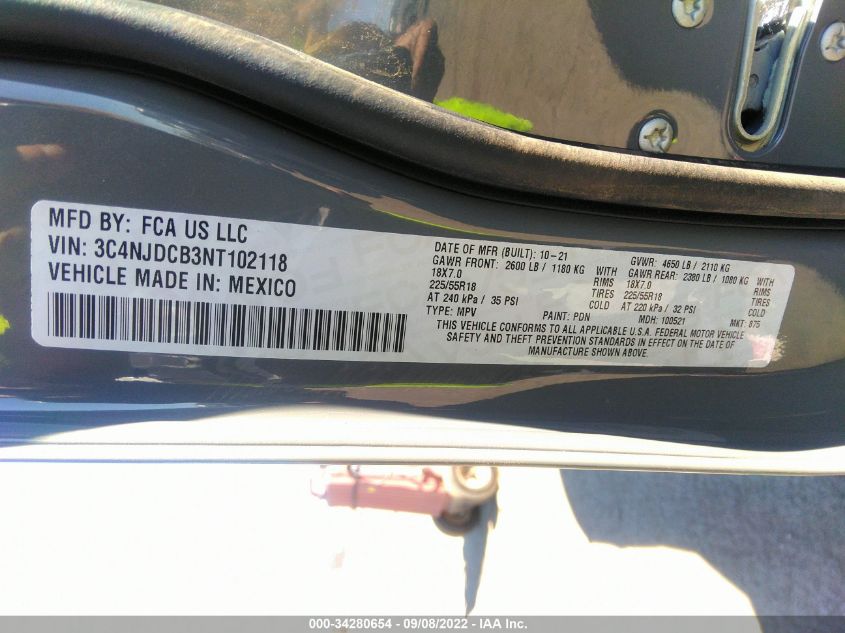 MFD BY: FCA US LLC
VIN: 3C4NJDCB3NT102118
VEHICLE MADE IN: MEXICO
DATE OF MFR (BUILT): 10-21 GVWR: 4650 LB / 2110 KG
GAWR FRONT: 2600 LB / 1180 KG WITH GAWR REAR: 2380 LB / 1080 KG WITH
18X7.0 RIMS 18X7.0 RIMS
225/55R18 TIRES 225/55R18 TIRES
AT 240 kPa / 35 PSI COLD AT 220 kPa / 32 PSI COLD
TYPE: MPV PAINT: PDN MDH: 100521 MKT: 875
THIS VEHICLE CONFORMS TO ALL APPLICABLE U.S.A. FEDERAL MOTOR VEHICLE
SAFETY AND THEFT PREVENTION STANDARDS IN EFFECT ON THE DATE OF
MANUFACTURE SHOWN ABOVE.
000-34280654 - 09/08/2022 - IAA Inc.